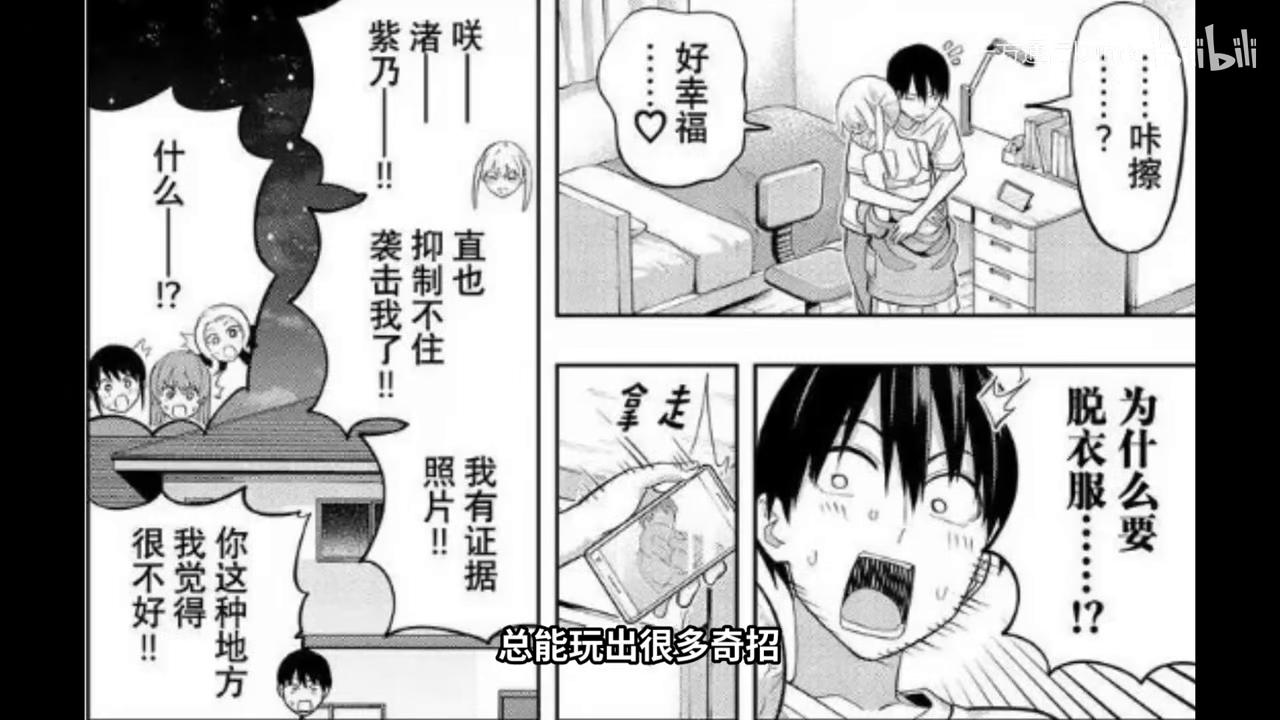 ……咔擦
……？
好幸福
……♡
为什么要
脱衣服……!?
拿走
咲——
渚——
紫乃——!!
直也
抑制不住
袭击我了!!
我有证据
照片!!
什么——!?
你这种地方
我觉得
很不好!!
总能玩出很多奇招
bilibili